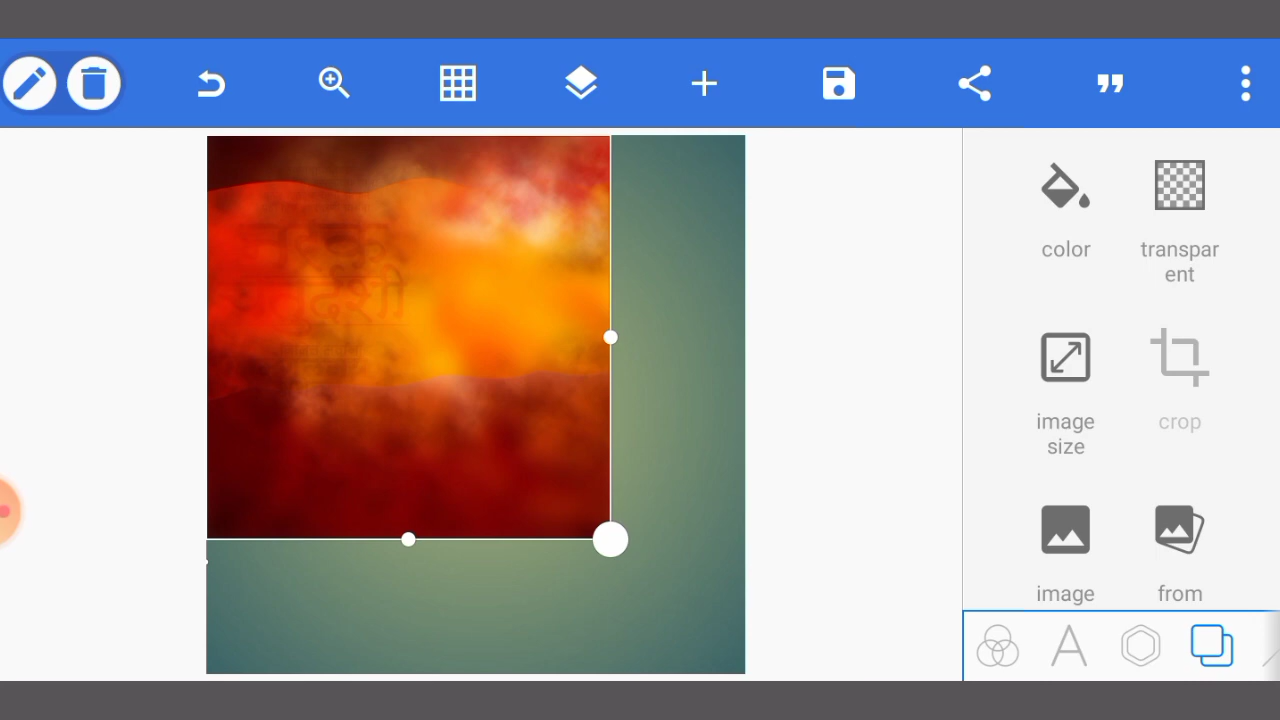 color
transpar
ent
image
size
crop
image
from